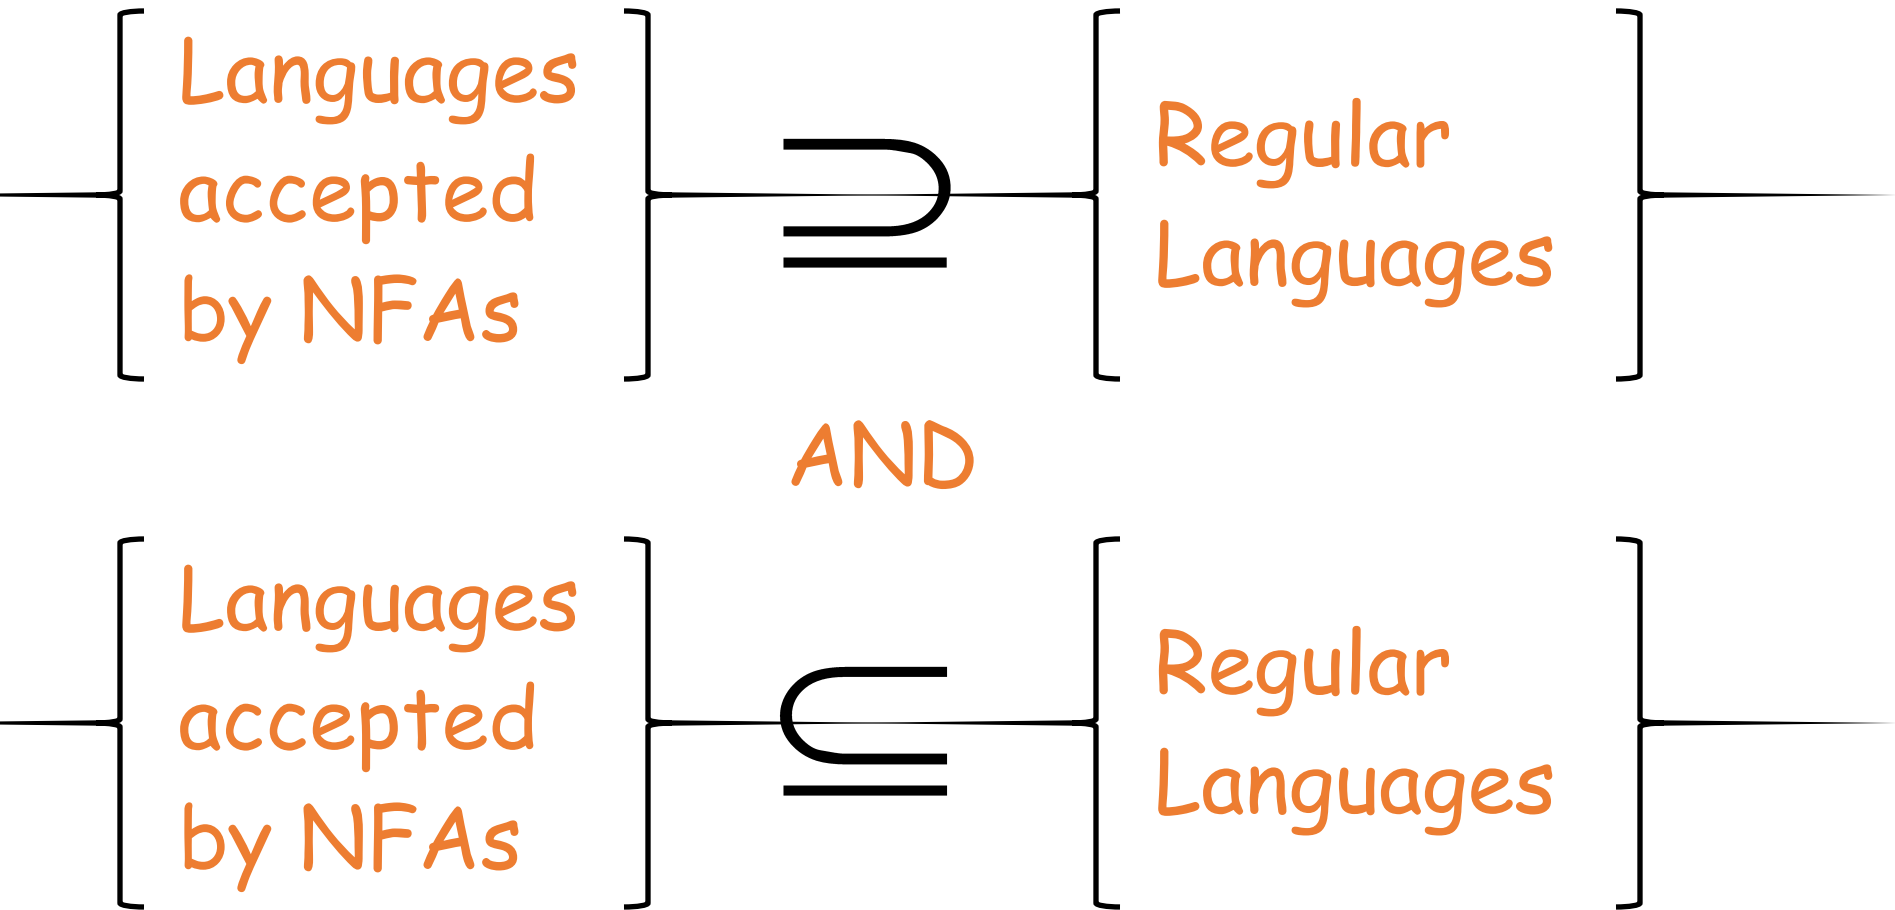 Languages
accepted
by NFAs
⊇
Regular
Languages
AND
Languages
accepted
by NFAs
⊆
Regular
Languages